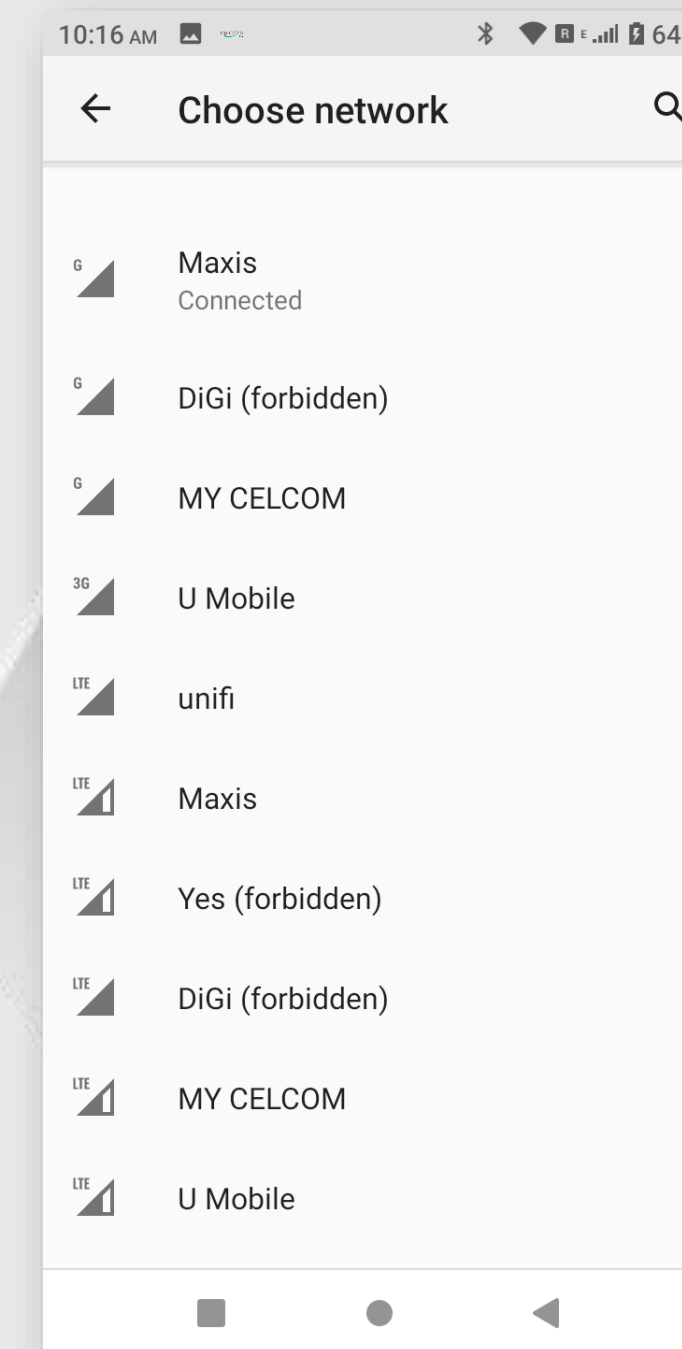 10:16 AM R E 64
Choose network
G
Maxis
Connected
G
DiGi (forbidden)
G
MY CELCOM
3G
U Mobile
LTE
unifi
LTE
Maxis
LTE
Yes (forbidden)
LTE
DiGi (forbidden)
LTE
MY CELCOM
LTE
U Mobile